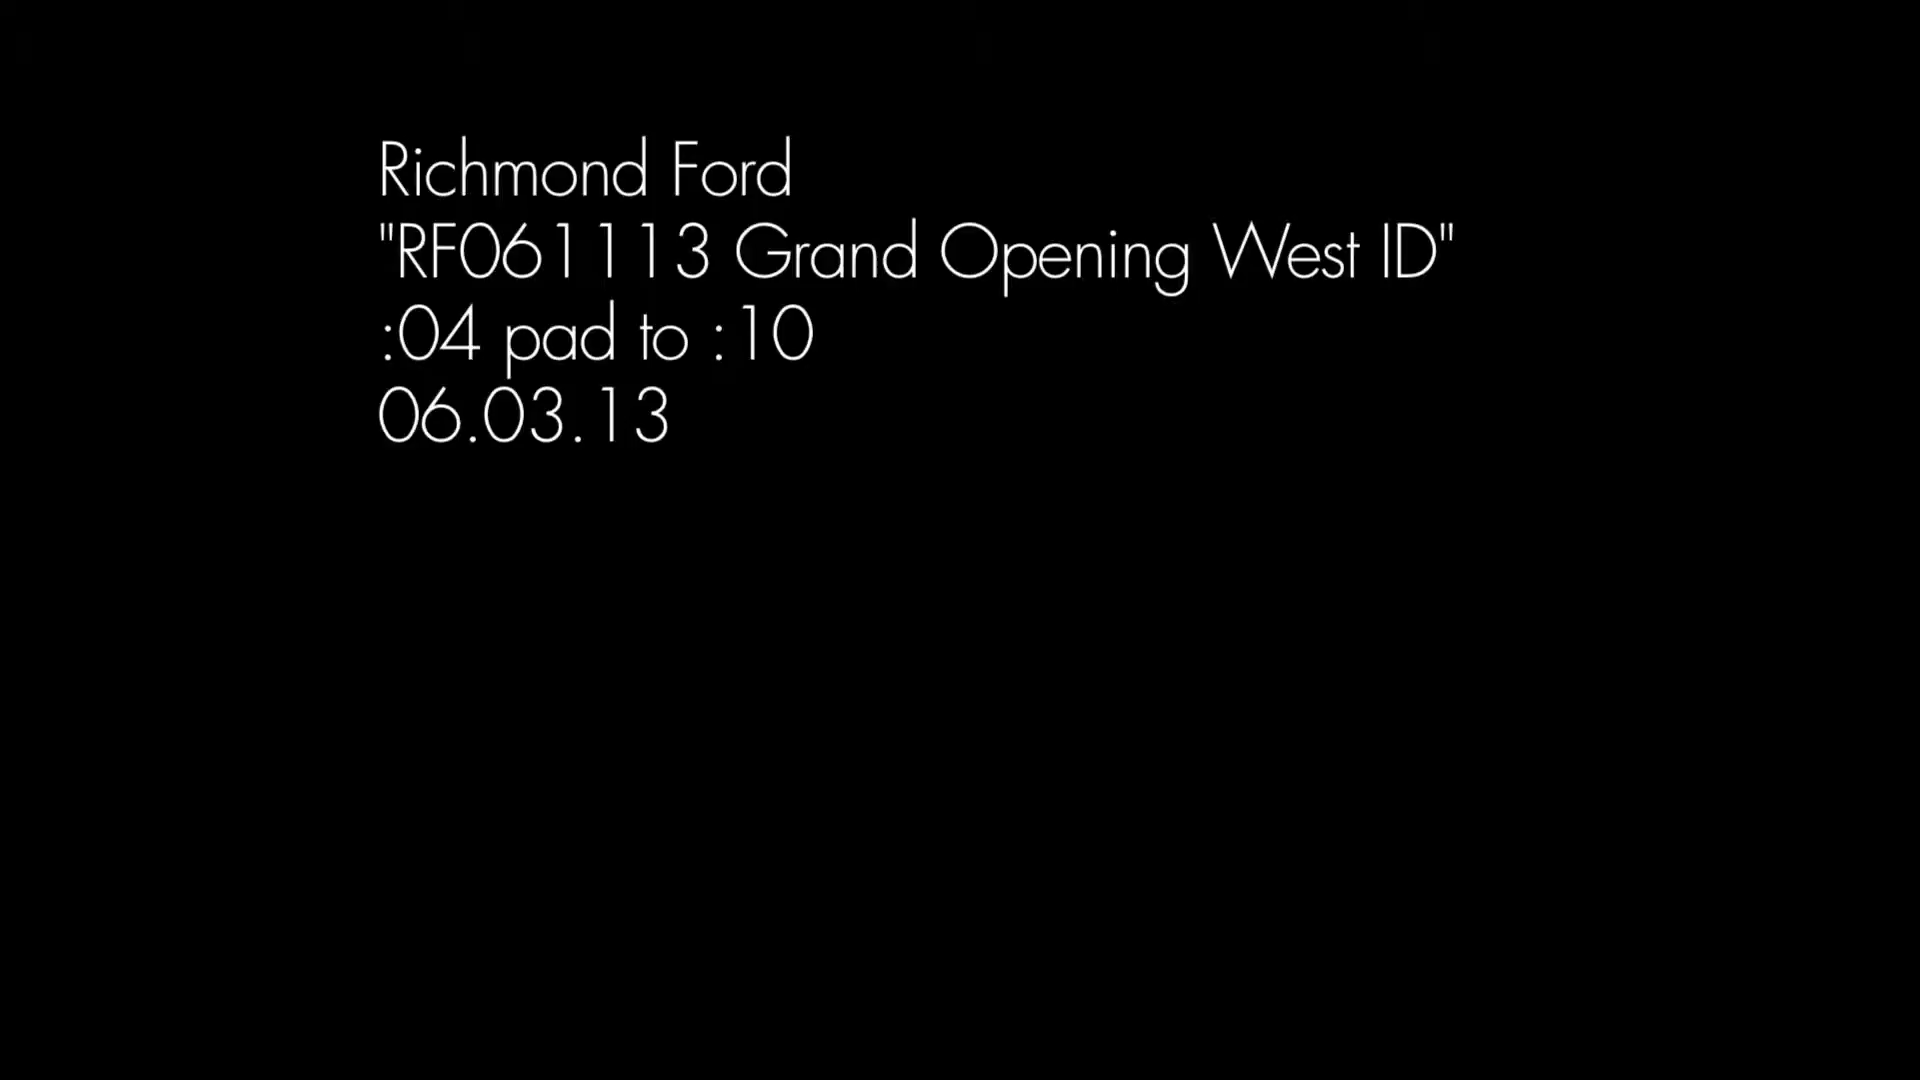 Richmond Ford
"RF061113 Grand Opening West ID"
:04 pad to :10
06.03.13